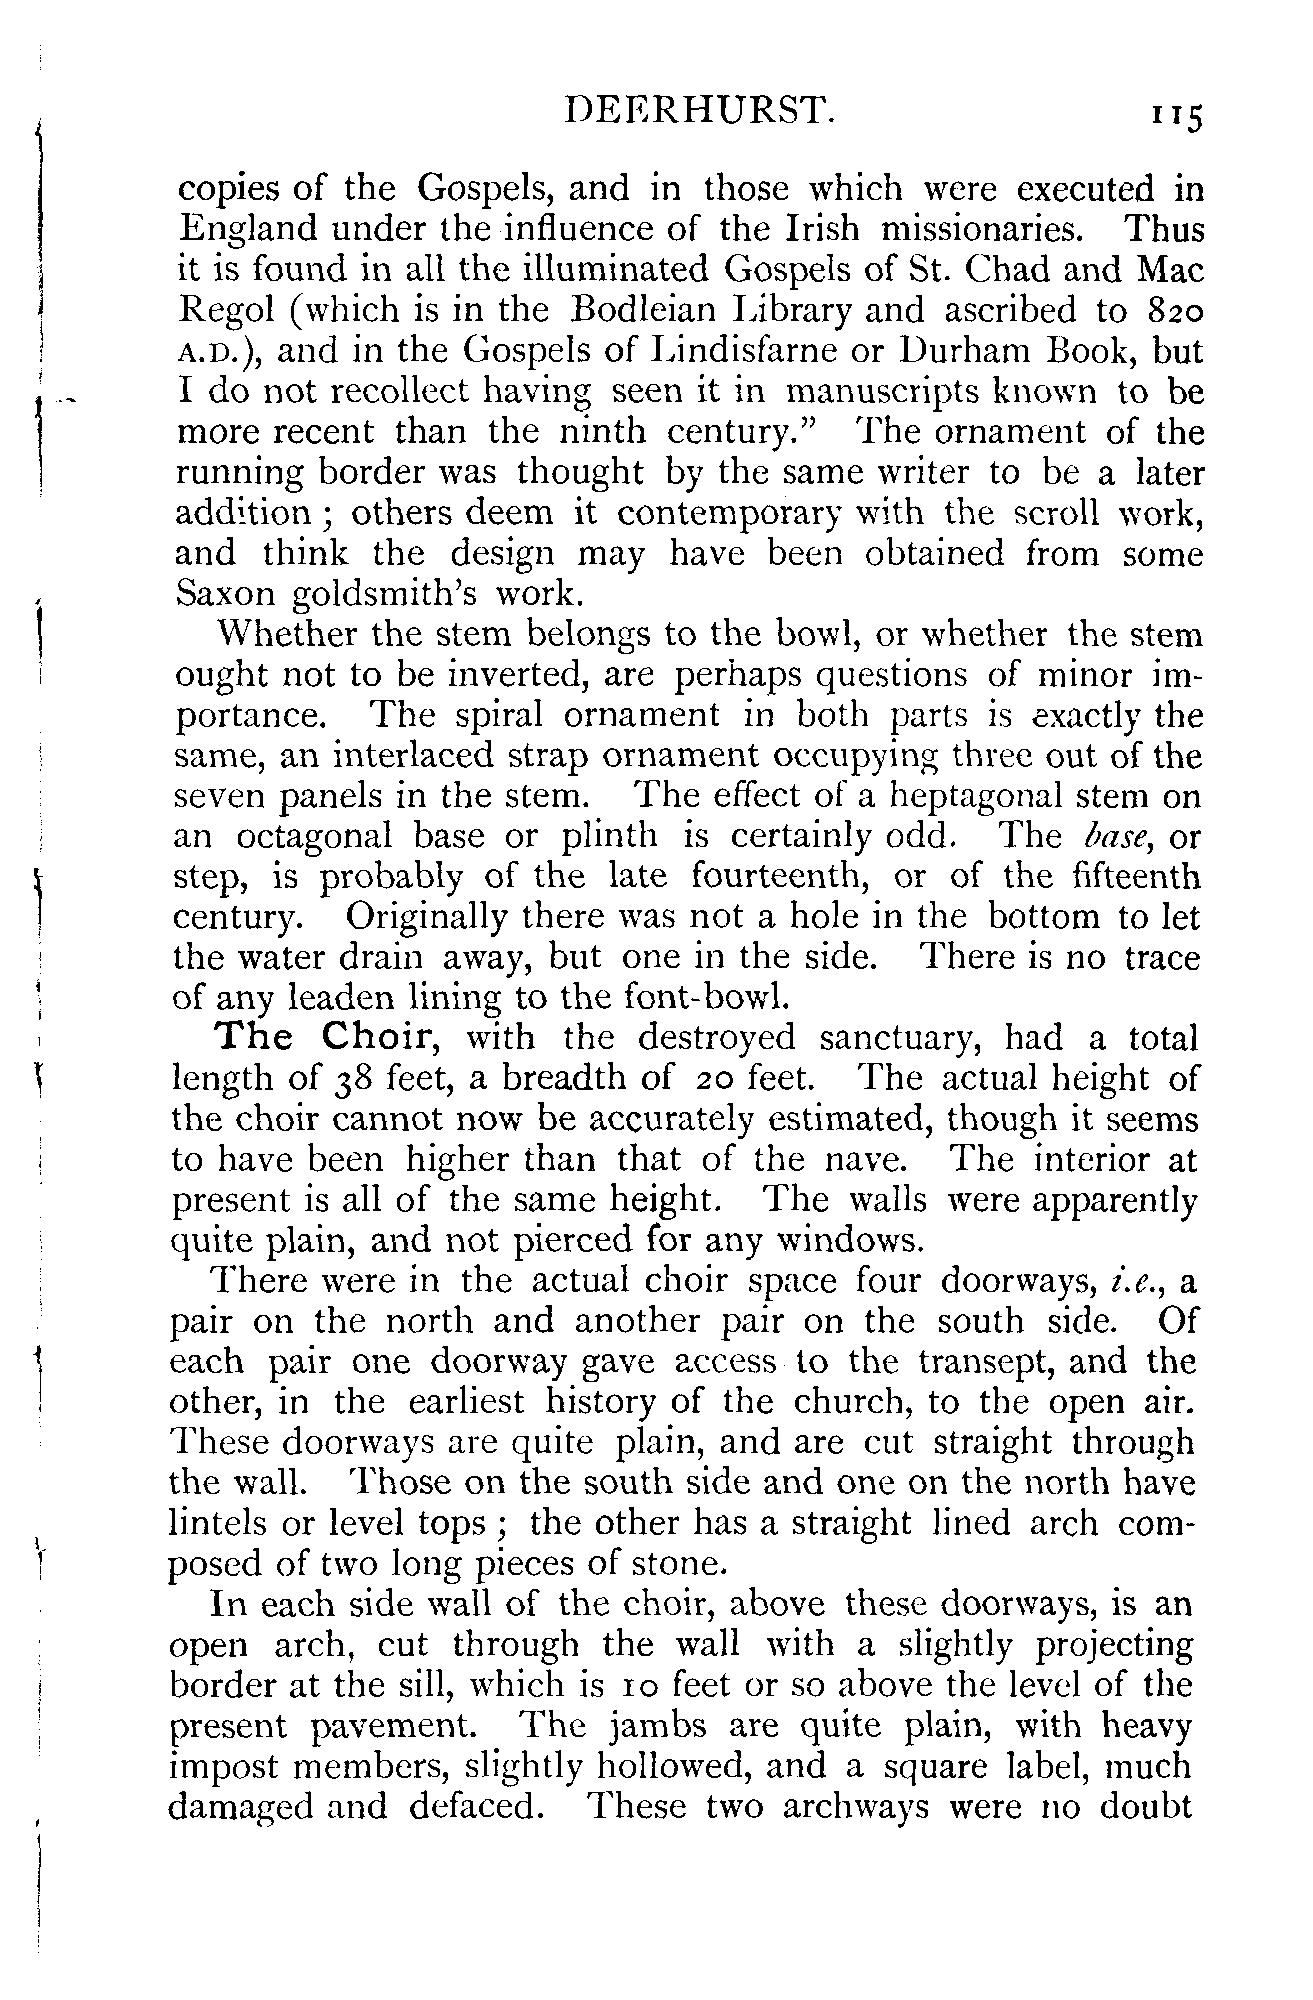 DEERHURST. 115
copies of the Gospels, and in those which were executed in
England under the influence of the Irish missionaries. Thus
it is found in all the illuminated Gospels of St. Chad and Mac
Regol (which is in the Bodleian Library and ascribed to 820
A.D.), and in the Gospels of Lindisfarne or Durham Book, but
I do not recollect having seen it in manuscripts known to be
more recent than the ninth century.” The ornament of the
running border was thought by the same writer to be a later
addition ; others deem it contemporary with the scroll work,
and think the design may have been obtained from some
Saxon goldsmith’s work.
Whether the stem belongs to the bowl, or whether the stem
ought not to be inverted, are perhaps questions of minor im-
portance. The spiral ornament in both parts is exactly the
same, an interlaced strap ornament occupying three out of the
seven panels in the stem. The effect of a heptagonal stem on
an octagonal base or plinth is certainly odd. The base, or
step, is probably of the late fourteenth, or of the fifteenth
century. Originally there was not a hole in the bottom to let
the water drain away, but one in the side. There is no trace
of any leaden lining to the font-bowl.
The Choir, with the destroyed sanctuary, had a total
length of 38 feet, a breadth of 20 feet. The actual height of
the choir cannot now be accurately estimated, though it seems
to have been higher than that of the nave. The interior at
present is all of the same height. The walls were apparently
quite plain, and not pierced for any windows.
There were in the actual choir space four doorways, i.e., a
pair on the north and another pair on the south side. Of
each pair one doorway gave access to the transept, and the
other, in the earliest history of the church, to the open air.
These doorways are quite plain, and are cut straight through
the wall. Those on the south side and one on the north have
lintels or level tops ; the other has a straight lined arch com-
posed of two long pieces of stone.
In each side wall of the choir, above these doorways, is an
open arch, cut through the wall with a slightly projecting
border at the sill, which is 10 feet or so above the level of the
present pavement. The jambs are quite plain, with heavy
impost members, slightly hollowed, and a square label, much
damaged and defaced. These two archways were no doubt